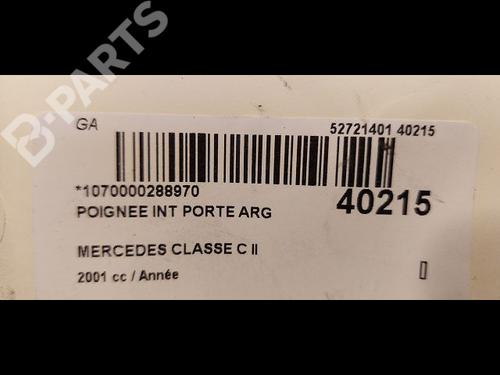 B-PARTS
GA
52721401 40215
*1070000288970
40215
POIGNEE INT PORTE ARG
MERCEDES CLASSE C II
2001 cc / Année